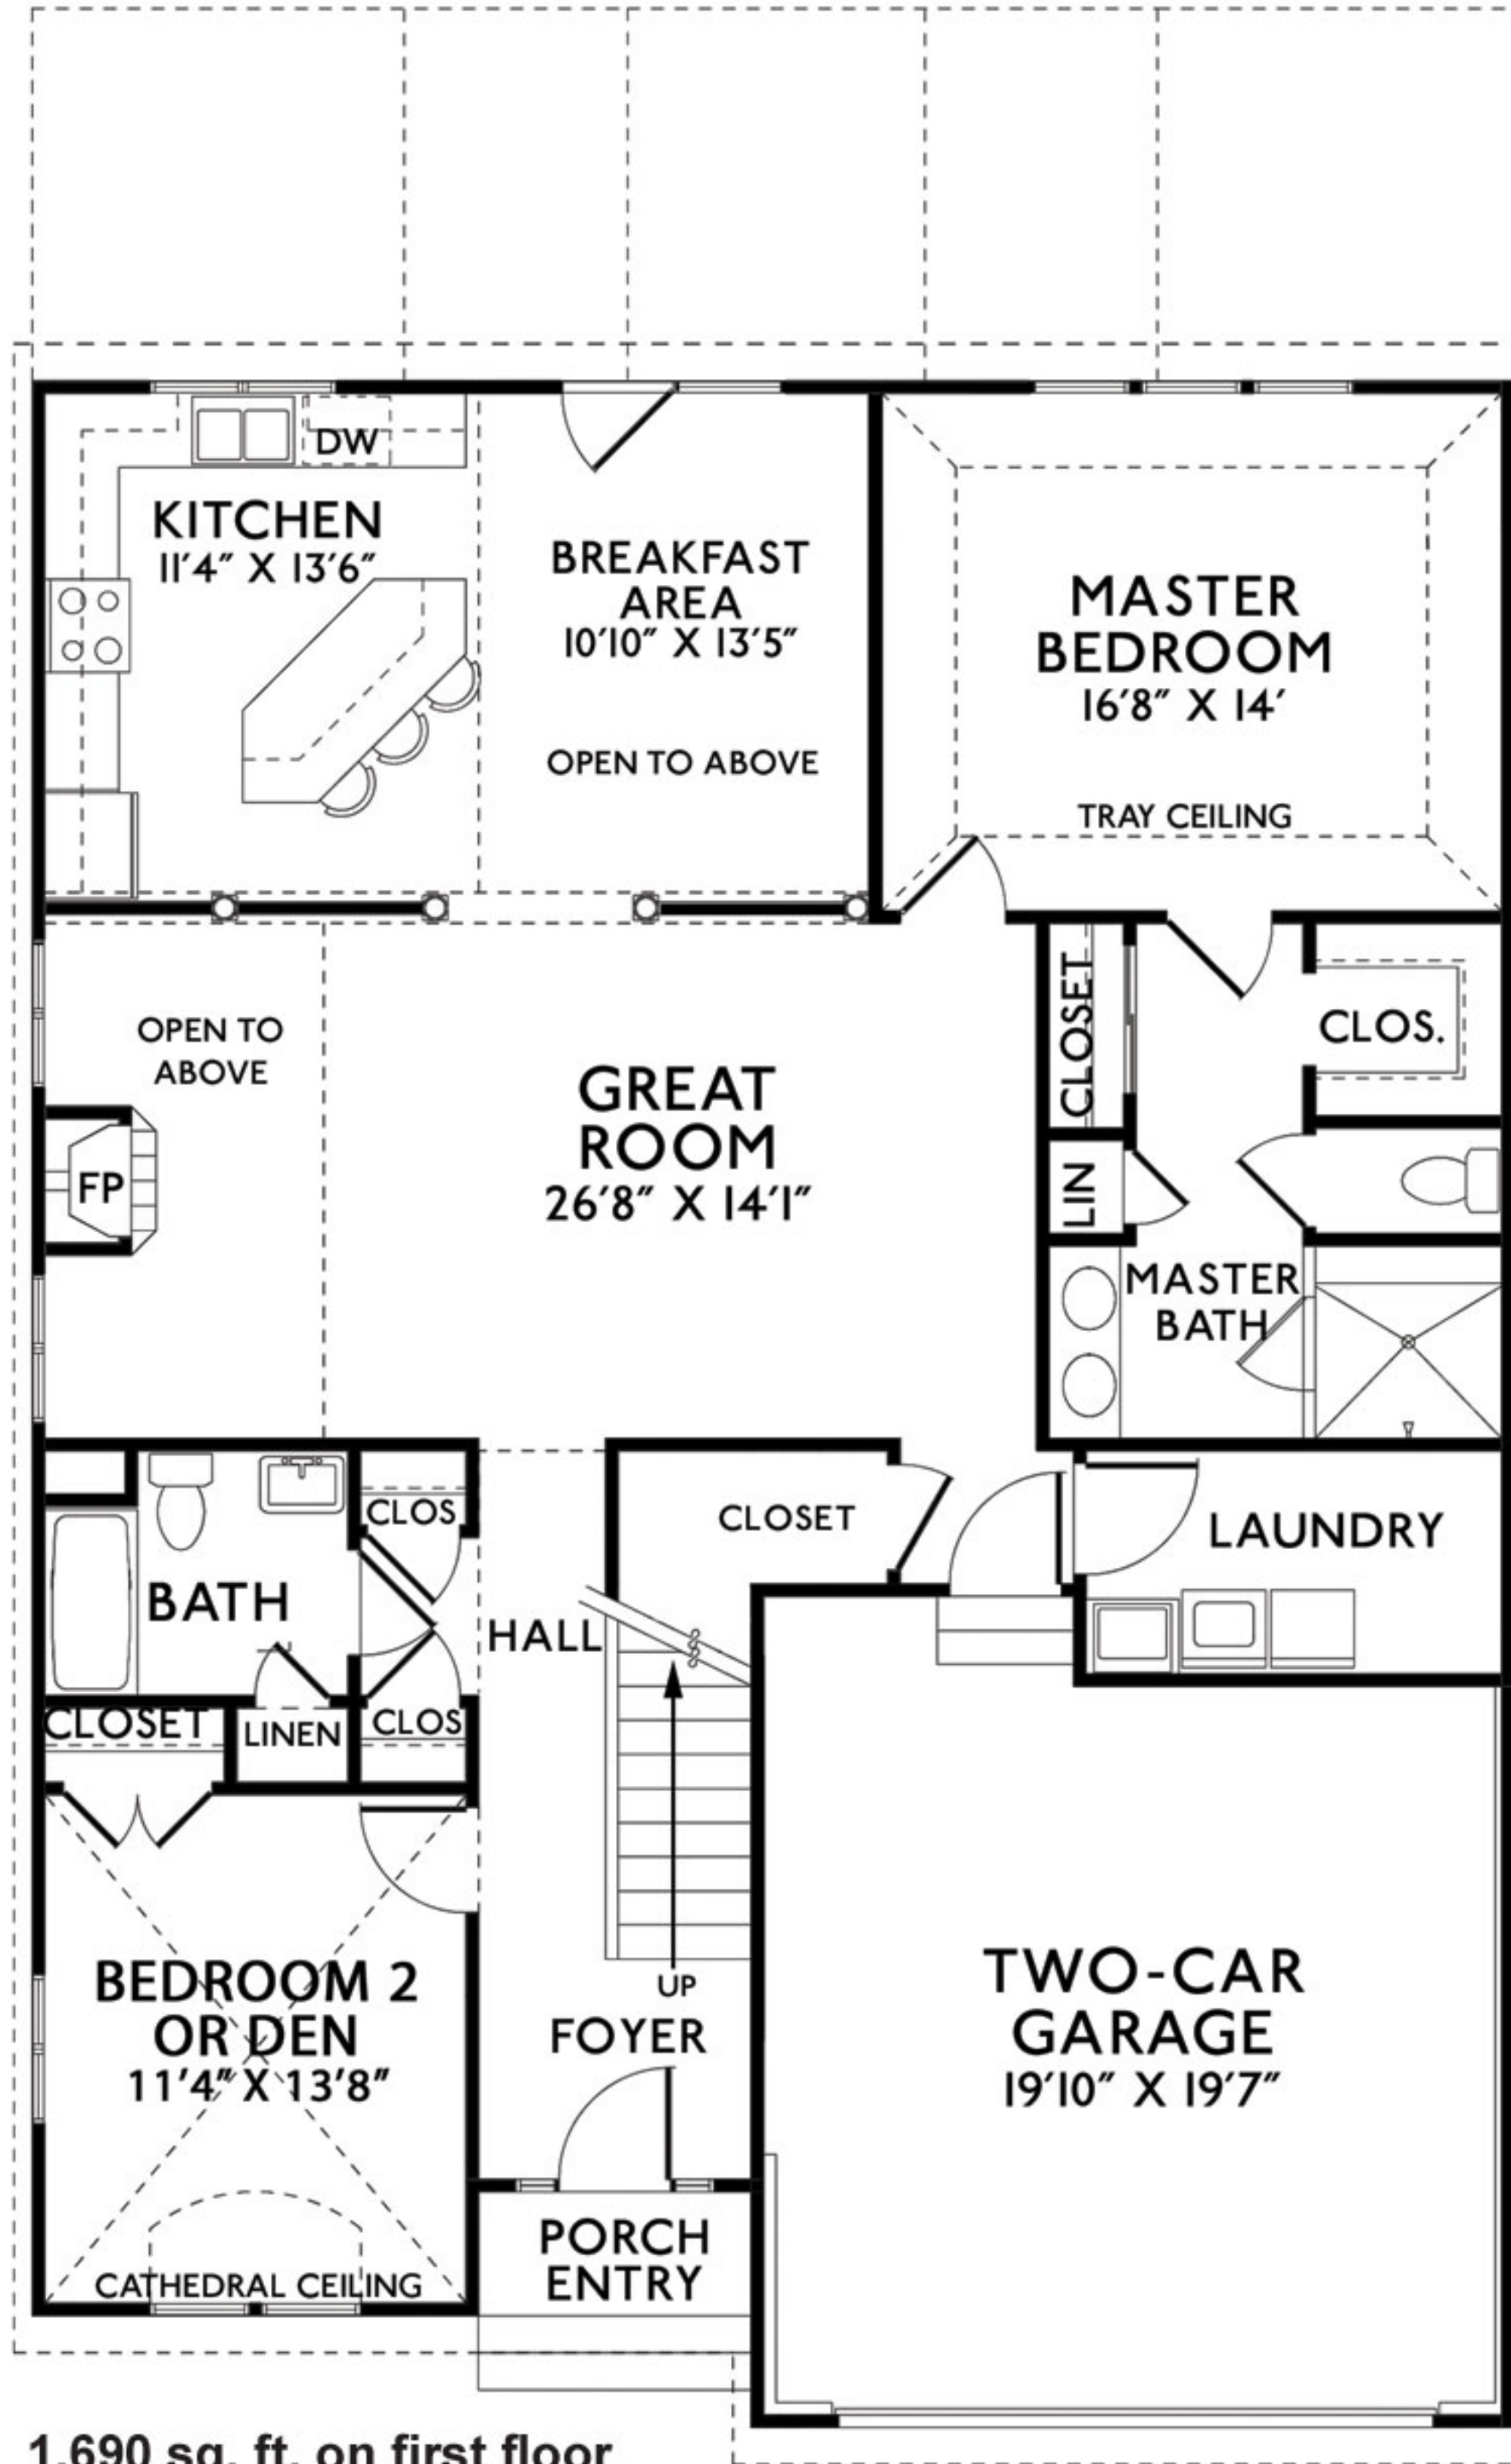 DW
KITCHEN
11'4" X 13'6"
BREAKFAST
AREA
10'10" X 13'5"
OPEN TO ABOVE
MASTER
BEDROOM
16'8" X 14'
TRAY CEILING
OPEN TO
ABOVE
FP
GREAT
ROOM
26'8" X 14'1"
CLOSET
CLOS.
LIN
MASTER
BATH
CLOS
CLOSET
LAUNDRY
BATH
HALL
CLOSET
LINEN
CLOS
UP
FOYER
BEDROOM 2
OR DEN
11'4" X 13'8"
CATHEDRAL CEILING
TWO-CAR
GARAGE
19'10" X 19'7"
PORCH
ENTRY
1,690 sq. ft. on first floor